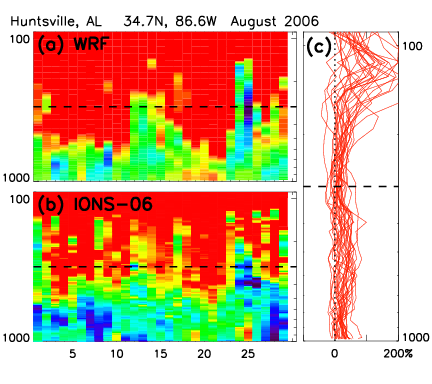 Huntsville, AL 34.7N, 86.6W August 2006
100 (a) WRF (c) 100
1000
100 (b) IONS-06
1000 1000
5 10 15 20 25 0 200%